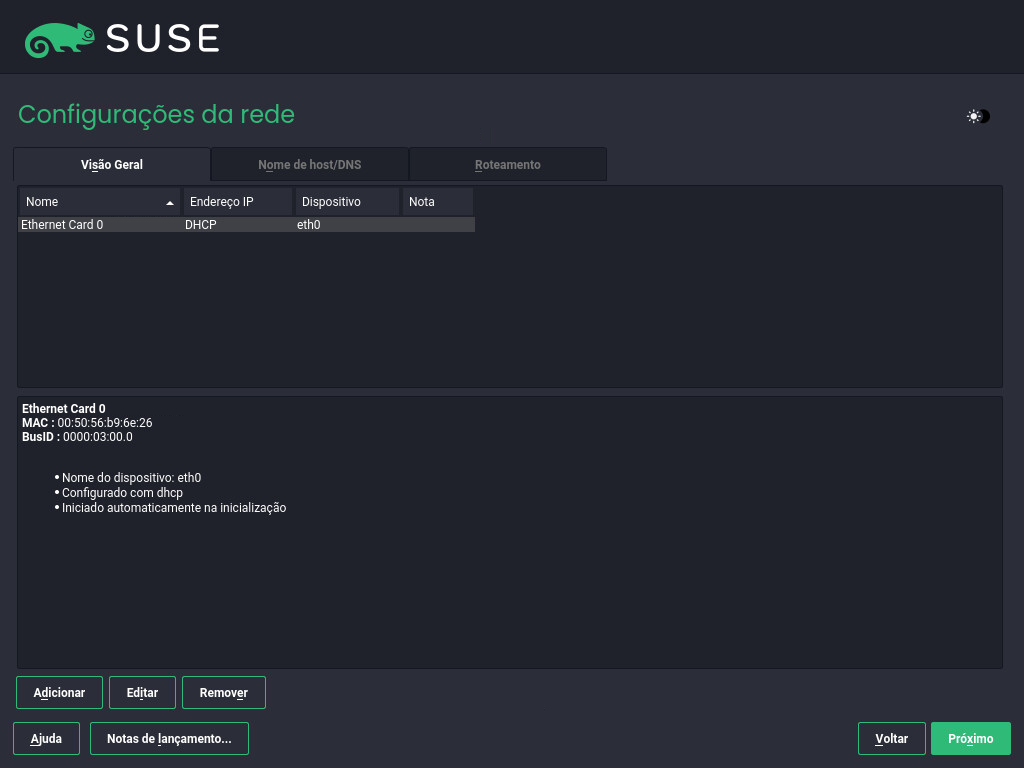 SUSE
Configurações da rede
Visão Geral Nome de host/DNS Roteamento
Nome Endereço IP Dispositivo Nota
Ethernet Card 0 DHCP eth0
Ethernet Card 0
MAC : 00:50:56:b9:6e:26
BusID : 0000:03:00.0
• Nome do dispositivo: eth0
• Configurado com dhcp
• Iniciado automaticamente na inicialização
Adicionar Editar Remover
Ajuda Notas de lançamento... Voltar Próximo